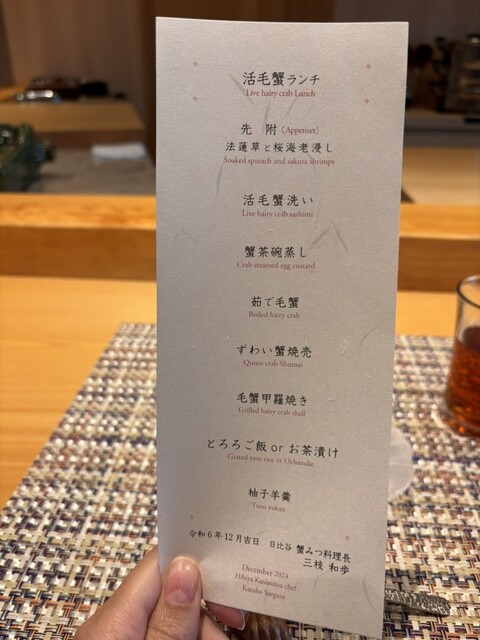 活毛蟹ランチ
Live hairy crab Lunch
先 附 (Appetizer)
法蓮草と桜海老浸し
Soaked spinach and sakura shrimps
活毛蟹洗い
Live hairy crab sashimi
蟹茶碗蒸し
Crab steamed egg custard
茹で毛蟹
Boiled hairy crab
ずわい蟹焼売
Queen crab Shumai
毛蟹甲羅焼き
Grilled hairy crab shell
とろろご飯 or お茶漬け
Grated yam rice or Ochazuke
柚子羊羹
Yuzu yokan
令和6年12月吉日 日比谷 蟹みつ料理長
三枝 和歩
December 2024
Hibiya Kanimitsu chef
Kazuho Saegusa